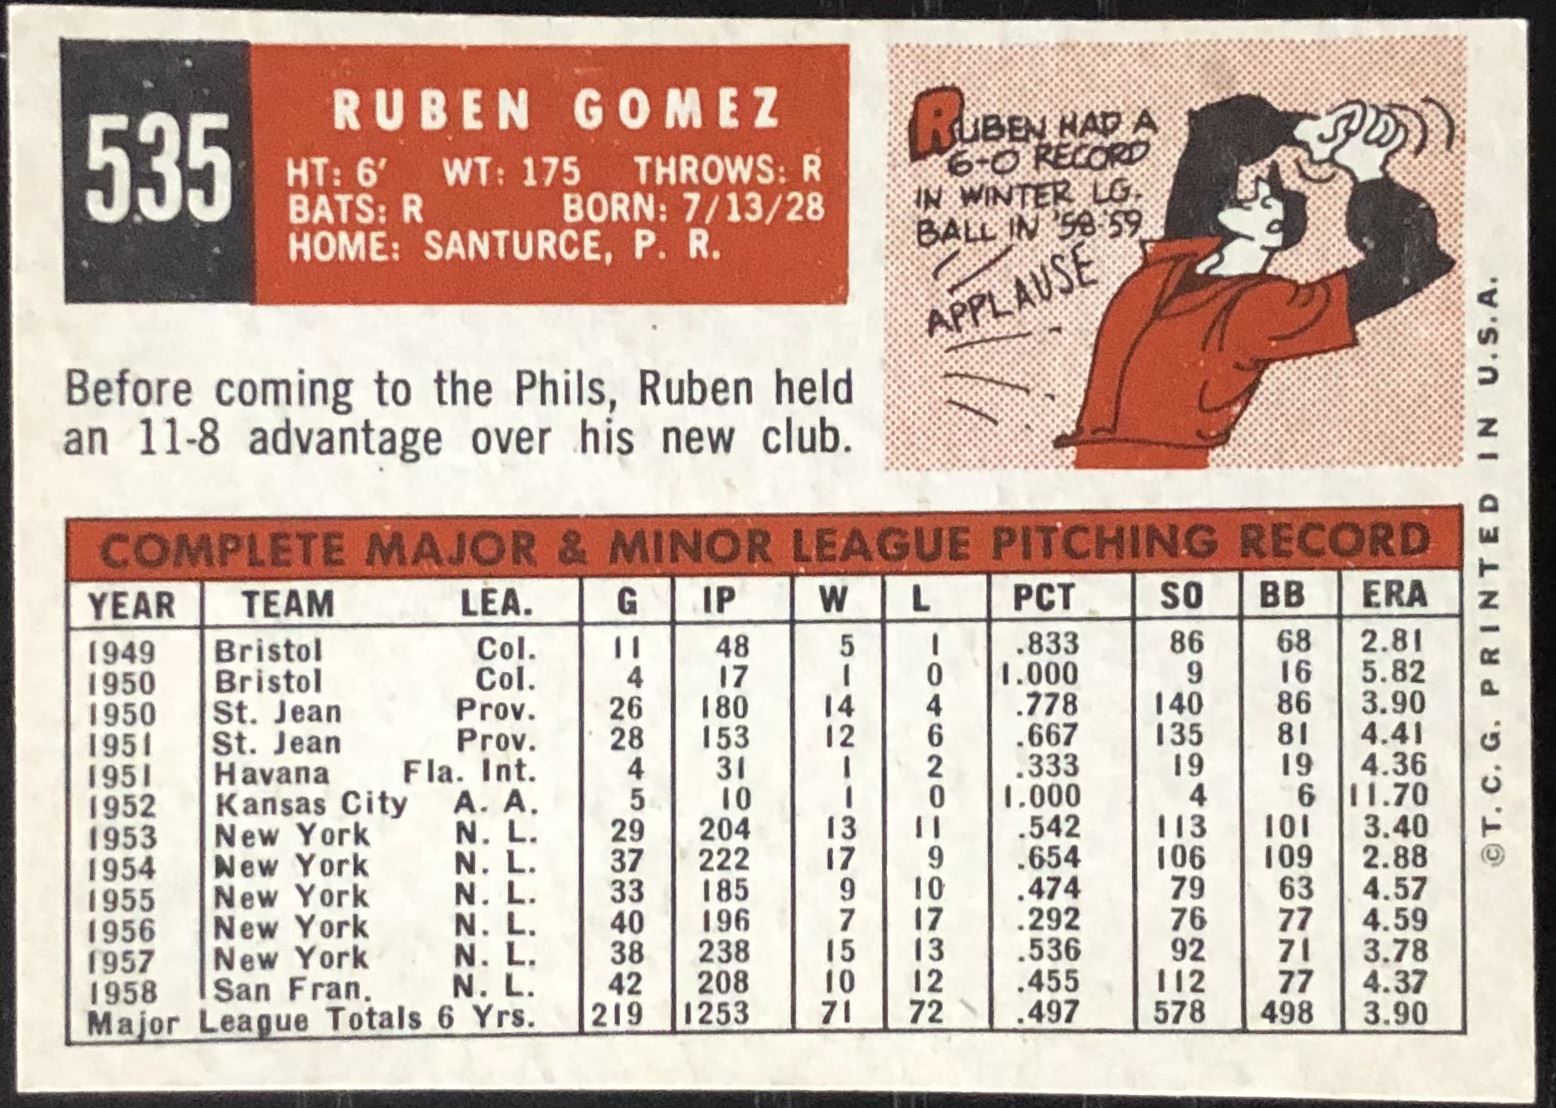 535
RUBEN GOMEZ
HT: 6' WT: 175 THROWS: R
BATS: R BORN: 7/13/28
HOME: SANTURCE, P. R.
RUBEN HAD A
6-0 RECORD
IN WINTER LG.
BALL IN '58 '59
APPLAUSE
Before coming to the Phils, Ruben held
an 11-8 advantage over his new club.
COMPLETE MAJOR & MINOR LEAGUE PITCHING RECORD
YEAR TEAM LEA. G IP W L PCT SO BB ERA
1949 Bristol Col. 11 48 5 1 .833 86 68 2.81
1950 Bristol Col. 4 17 1 0 1.000 9 16 5.82
1950 St. Jean Prov. 26 180 14 4 .778 140 86 3.90
1951 St. Jean Prov. 28 153 12 6 .667 135 81 4.41
1951 Havana Fla. Int. 4 31 1 2 .333 19 19 4.36
1952 Kansas City A. A. 5 10 1 0 1.000 4 6 11.70
1953 New York N. L. 29 204 13 11 .542 113 101 3.40
1954 New York N. L. 37 222 17 9 .654 106 109 2.88
1955 New York N. L. 33 185 9 10 .474 79 63 4.57
1956 New York N. L. 40 196 7 17 .292 76 77 4.59
1957 New York N. L. 38 238 15 13 .536 92 71 3.78
1958 San Fran. N. L. 42 208 10 12 .455 112 77 4.37
Major League Totals 6 Yrs. 219 1253 71 72 .497 578 498 3.90
©T. C. G. PRINTED IN U.S.A.